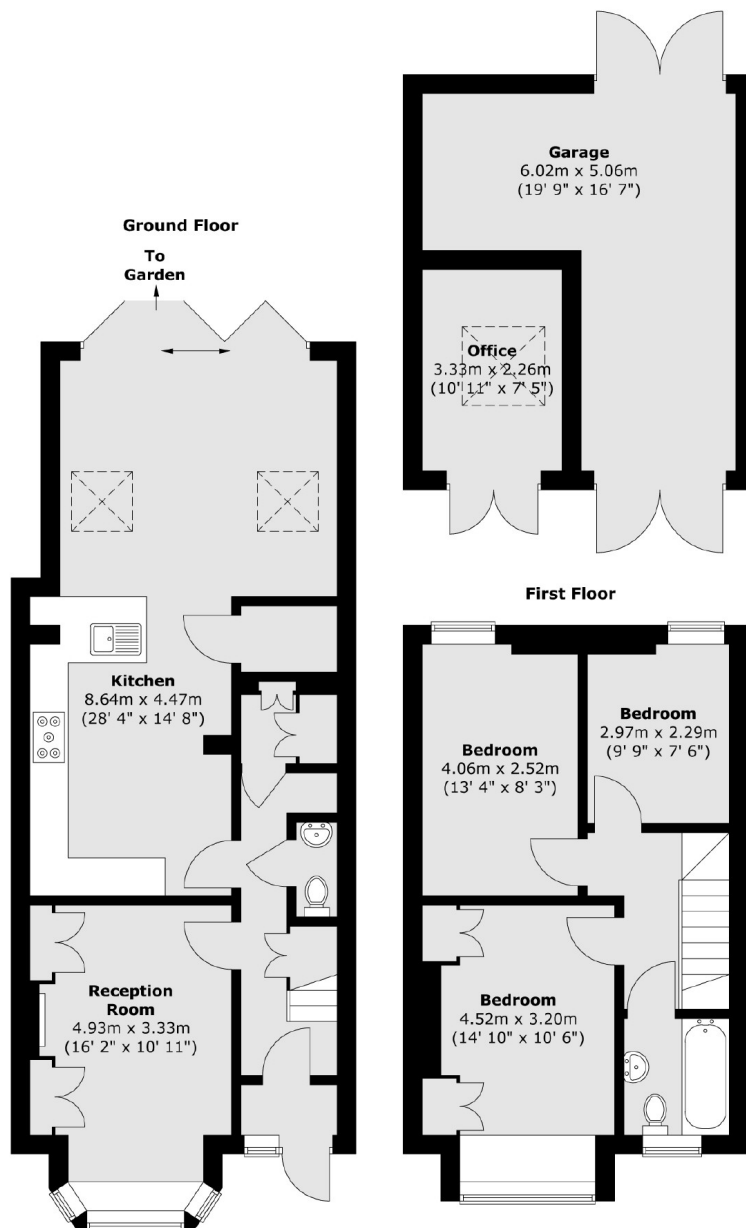 Ground Floor
To
Garden
Kitchen
8.64m x 4.47m
(28' 4" x 14' 8")
Reception
Room
4.93m x 3.33m
(16' 2" x 10' 11")
Garage
6.02m x 5.06m
(19' 9" x 16' 7")
Office
3.33m x 2.26m
(10' 11" x 7' 5")
First Floor
Bedroom
4.06m x 2.52m
(13' 4" x 8' 3")
Bedroom
2.97m x 2.29m
(9' 9" x 7' 6")
Bedroom
4.52m x 3.20m
(14' 10" x 10' 6")